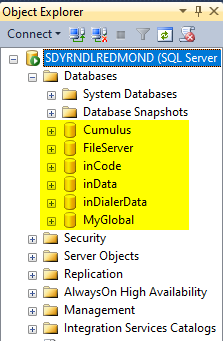 Object Explorer
Connect
SDYRNDLREDMOND (SQL Server
Databases
System Databases
Database Snapshots
Cumulus
FileServer
inCode
inData
inDialerData
MyGlobal
Security
Server Objects
Replication
AlwaysOn High Availability
Management
Integration Services Catalogs